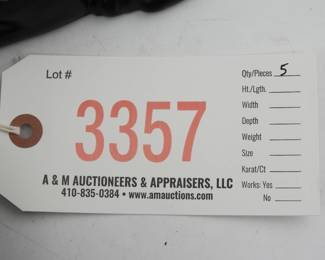 Lot #
3357
A & M AUCTIONEERS & APPRAISERS, LLC
410-835-0384 • www.amauctions.com
Qty/Pieces 5
Ht./Lgth.
Width
Depth
Weight
Size
Karat/Ct
Works: Yes
No